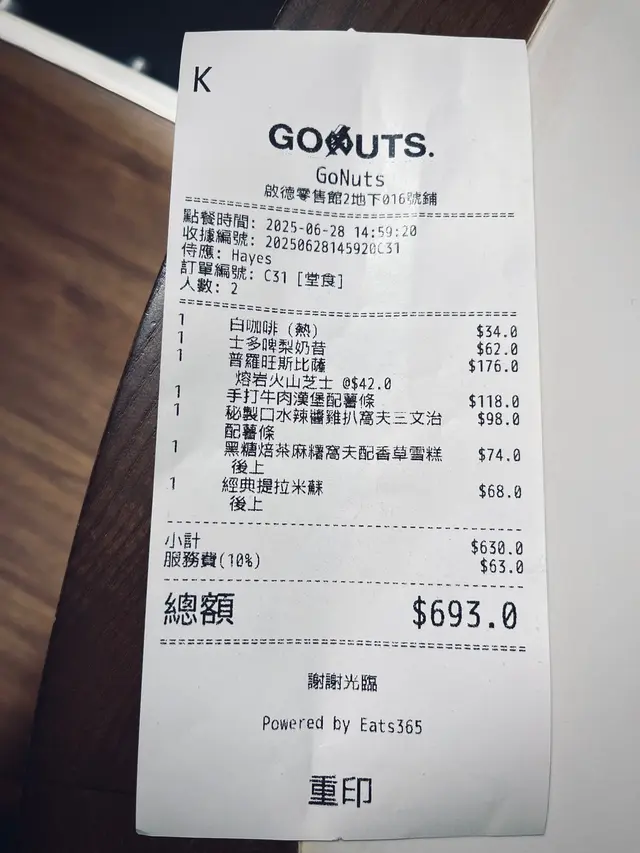 K
GONUTS.
GoNuts
啟德零售館2地下016號鋪
點餐時間: 2025-06-28 14:59:20
收據編號: 20250628145920C31
侍應: Hayes
訂單編號: C31 [堂食]
人數: 2
1 白咖啡 (熱) $34.0
1 士多啤梨奶昔 $62.0
1 普羅旺斯比薩 $176.0
熔岩火山芝士 @$42.0
1 手打牛肉漢堡配薯條 $118.0
1 秘製口水辣醬雞扒窩夫三文治 $98.0
配薯條
1 黑糖焙茶麻糬窩夫配香草雪糕 $74.0
後上
1 經典提拉米蘇 $68.0
後上
小計 $630.0
服務費(10%) $63.0
總額 $693.0
謝謝光臨
Powered by Eats365
重印